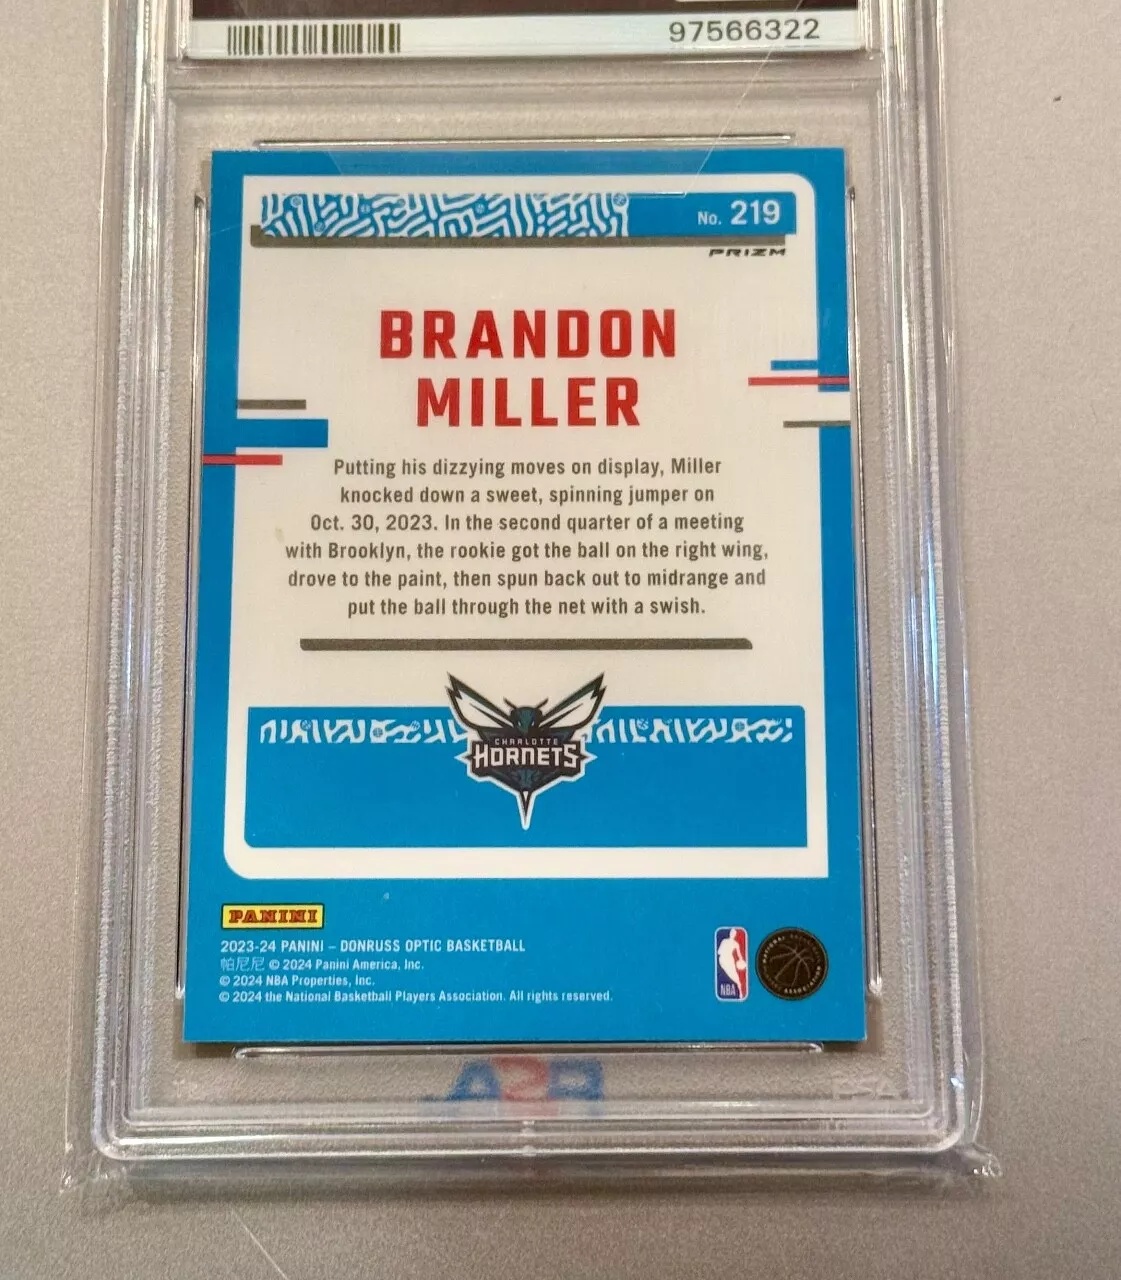 97566322
No. 219
PRIZM
BRANDON
MILLER
Putting his dizzying moves on display, Miller
knocked down a sweet, spinning jumper on
Oct. 30, 2023. In the second quarter of a meeting
with Brooklyn, the rookie got the ball on the right wing,
drove to the paint, then spun back out to midrange and
put the ball through the net with a swish.
CHARLOTTE
HORNETS
PANINI
2023-24 PANINI – DONRUSS OPTIC BASKETBALL
帕尼尼 © 2024 Panini America, Inc.
© 2024 NBA Properties, Inc.
© 2024 the National Basketball Players Association. All rights reserved.
NBA